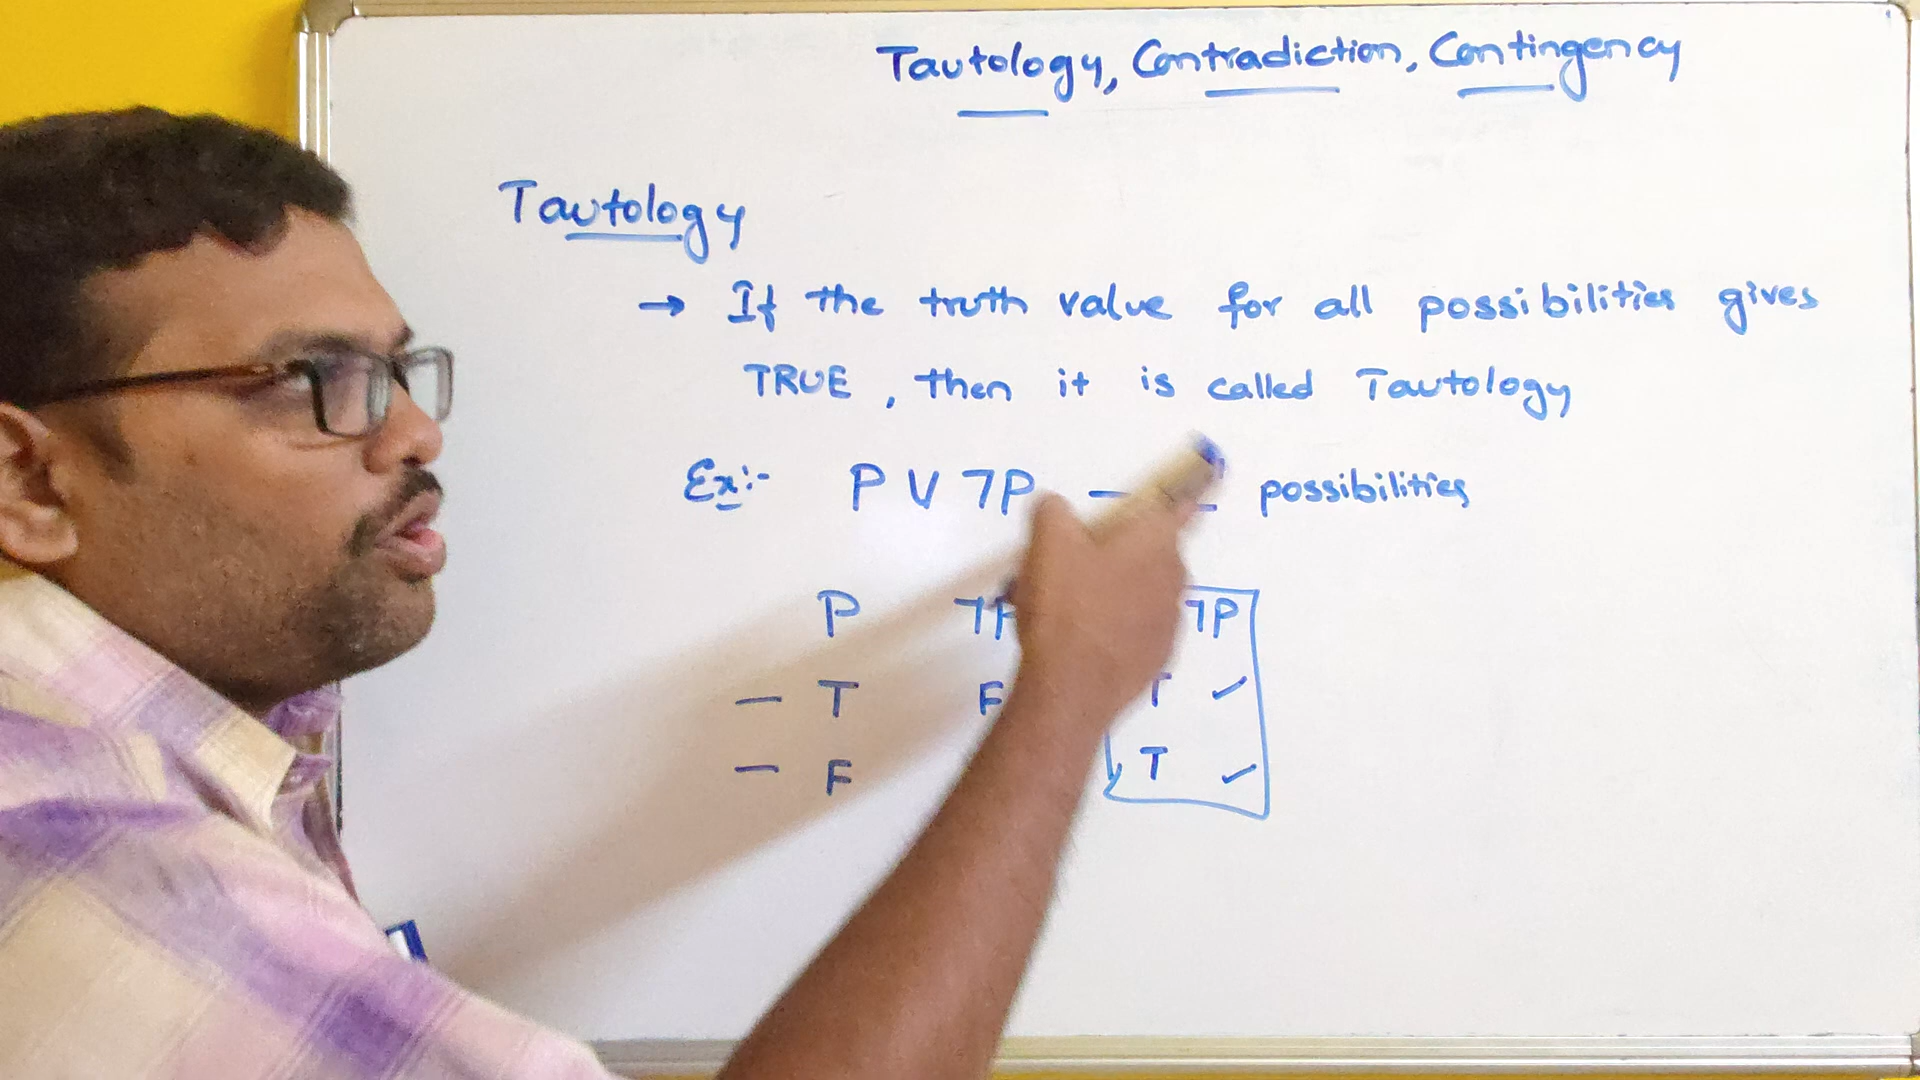 Tautology, Contradiction, Contingency
Tautology
→ If the truth value for all possibilities gives
TRUE, then it is called Tautology
Ex:- P V ¬P — possibilities
P ¬P ¬P
— T F T ✓
— F T ✓